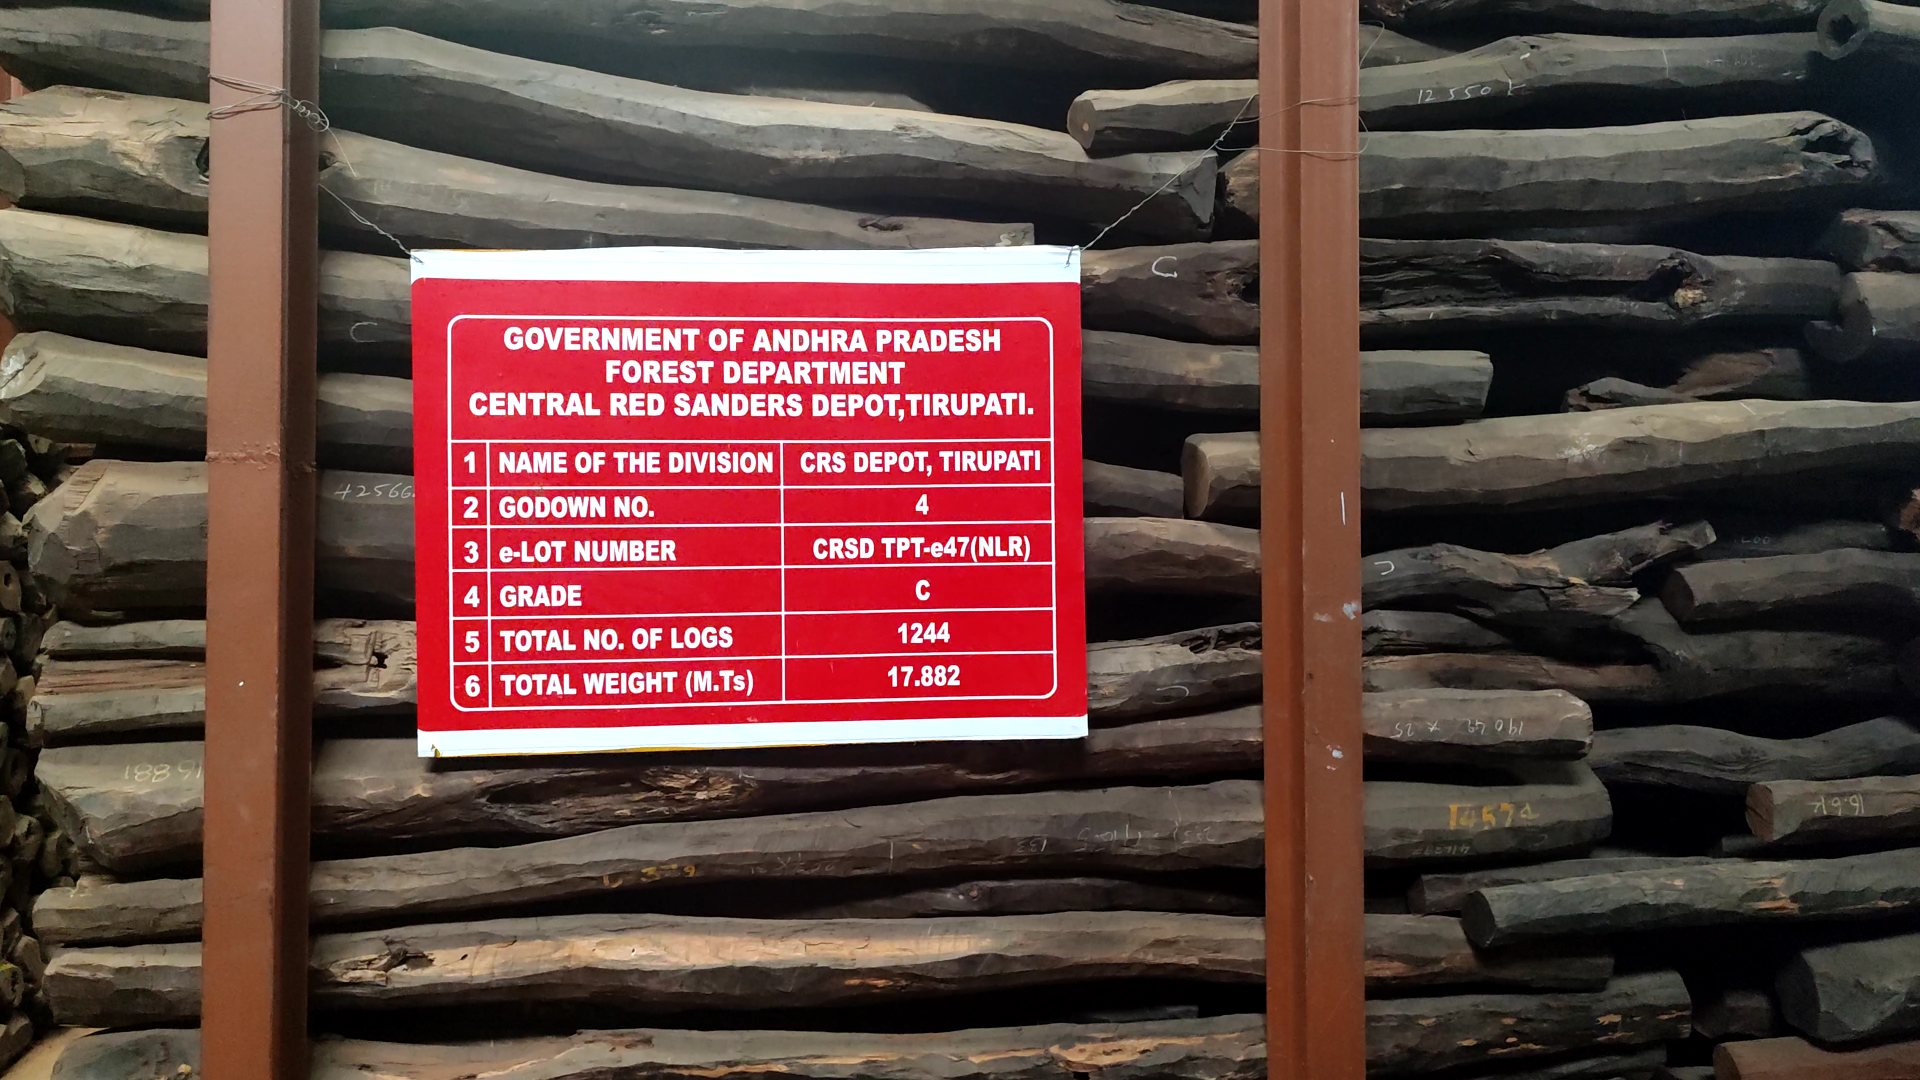 GOVERNMENT OF ANDHRA PRADESH
FOREST DEPARTMENT
CENTRAL RED SANDERS DEPOT,TIRUPATI.
1 NAME OF THE DIVISION CRS DEPOT, TIRUPATI
2 GODOWN NO. 4
3 e-LOT NUMBER CRSD TPT-e47(NLR)
4 GRADE C
5 TOTAL NO. OF LOGS 1244
6 TOTAL WEIGHT (M.Ts) 17.882
12550
C
C
16881